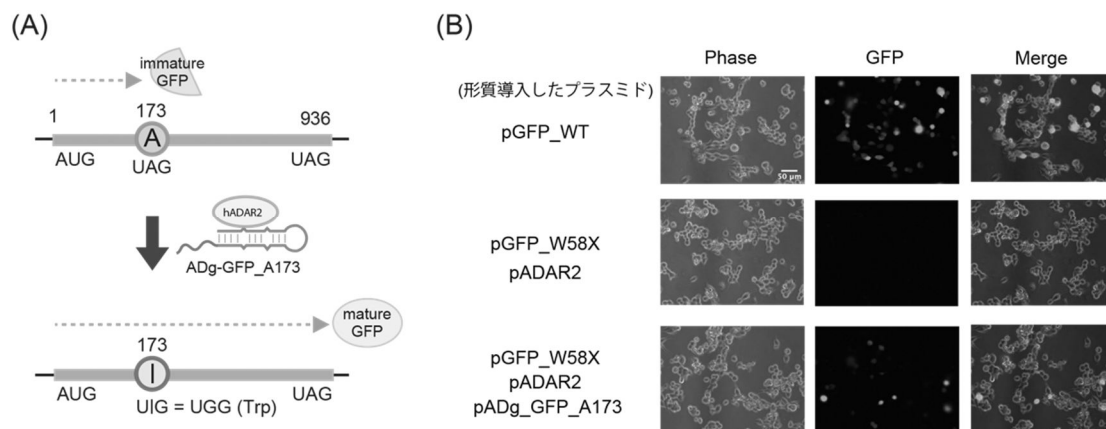 (A)
immature
GFP
1
173
936
A
AUG
UAG
UAG
hADAR2
ADg-GFP_A173
mature
GFP
173
I
AUG
UAG
UIG = UGG (Trp)
(B)
Phase
GFP
Merge
(形質導入したプラスミド)
pGFP_WT
50 μm
pGFP_W58X
pADAR2
pGFP_W58X
pADAR2
pADg_GFP_A173